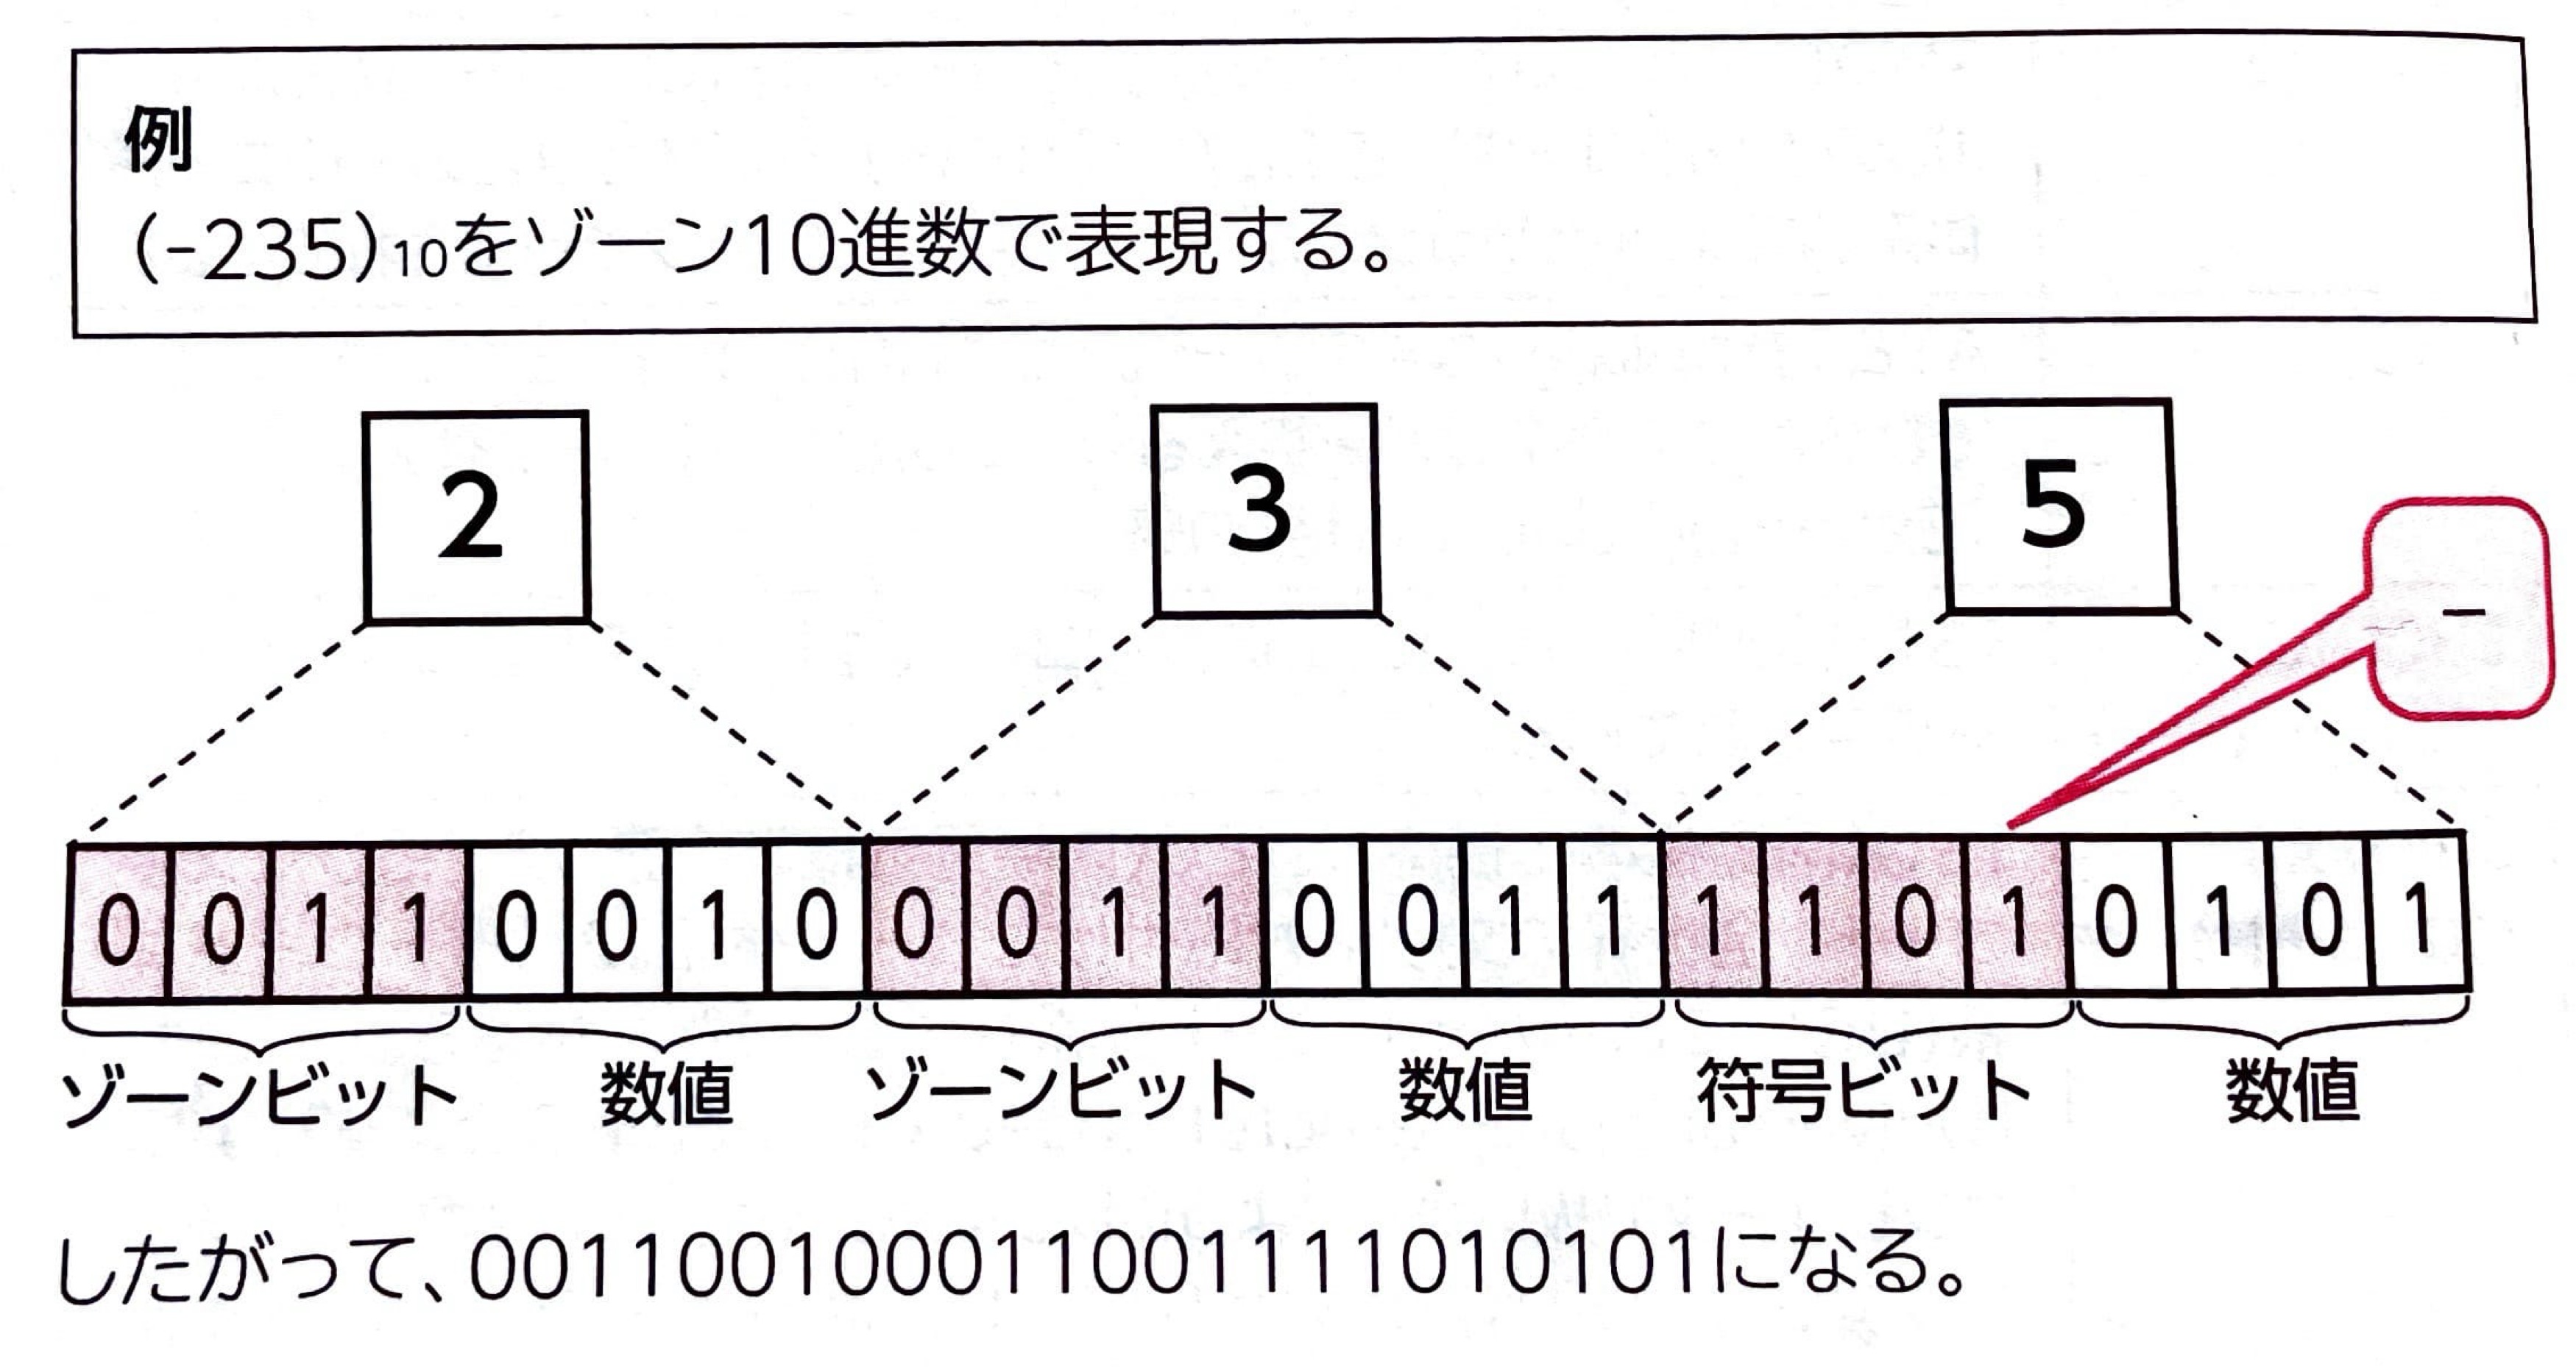 例
(-235)10をゾーン10進数で表現する。
2 3 5
–
0 0 1 1 0 0 1 0 0 0 1 1 0 0 1 1 1 1 0 1 0 1 0 1
ゾーンビット 数値 ゾーンビット 数値 符号ビット 数値
したがって、001100100011001111010101になる。